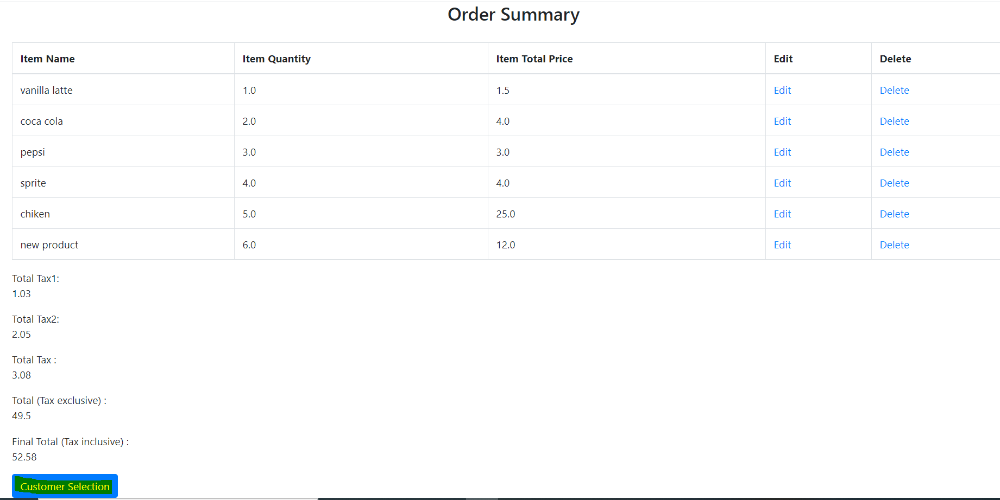 Order Summary
Item Name Item Quantity Item Total Price Edit Delete
vanilla latte 1.0 1.5 Edit Delete
coca cola 2.0 4.0 Edit Delete
pepsi 3.0 3.0 Edit Delete
sprite 4.0 4.0 Edit Delete
chiken 5.0 25.0 Edit Delete
new product 6.0 12.0 Edit Delete
Total Tax1:
1.03
Total Tax2:
2.05
Total Tax :
3.08
Total (Tax exclusive) :
49.5
Final Total (Tax inclusive) :
52.58
Customer Selection